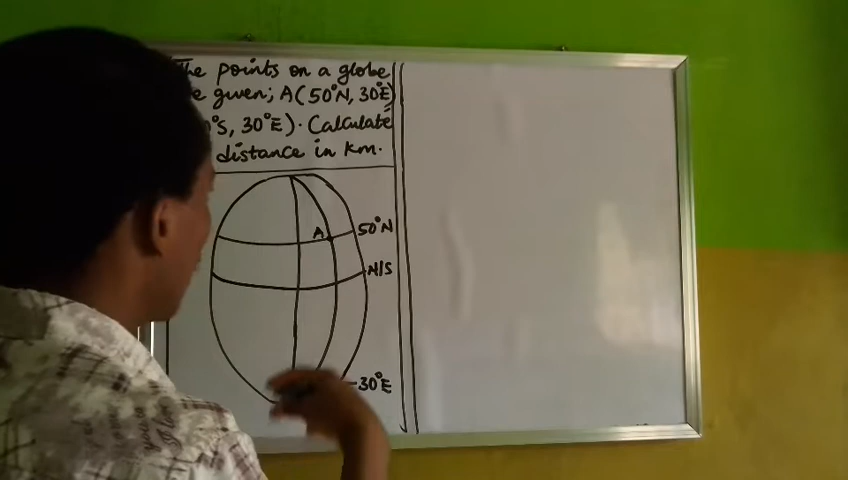 The points on a globe
given; A(50°N, 30°E)
°S, 30°E). Calculate
distance in km.
A
50°N
N/S
30°E